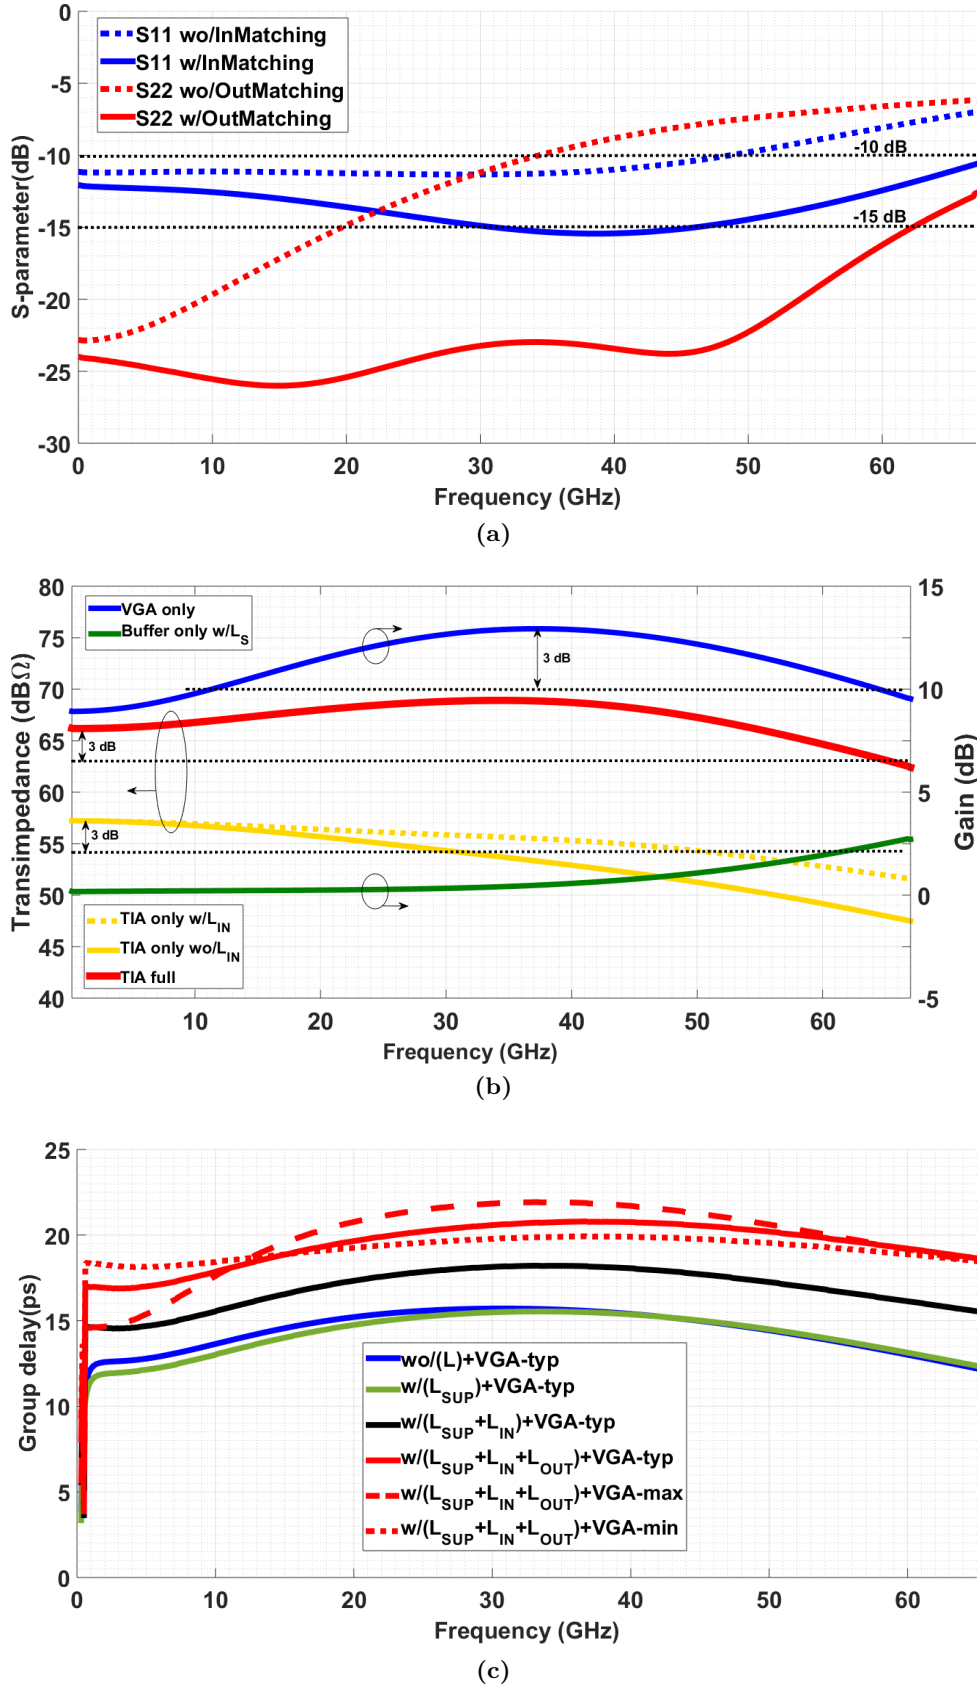 0
-5
-10
-15
-20
-25
-30
S-parameter(dB)
S11 wo/InMatching
S11 w/InMatching
S22 wo/OutMatching
S22 w/OutMatching
-10 dB
-15 dB
0 10 20 30 40 50 60
Frequency (GHz)
(a)
80
75
70
65
60
55
50
45
40
Transimpedance (dBΩ)
VGA only
Buffer only w/LS
3 dB
3 dB
3 dB
TIA only w/LIN
TIA only wo/LIN
TIA full
15
10
5
0
-5
Gain (dB)
10 20 30 40 50 60
Frequency (GHz)
(b)
25
20
15
10
5
0
Group delay(ps)
wo/(L)+VGA-typ
w/(LSUP)+VGA-typ
w/(LSUP+LIN)+VGA-typ
w/(LSUP+LIN+LOUT)+VGA-typ
w/(LSUP+LIN+LOUT)+VGA-max
w/(LSUP+LIN+LOUT)+VGA-min
0 10 20 30 40 50 60
Frequency (GHz)
(c)